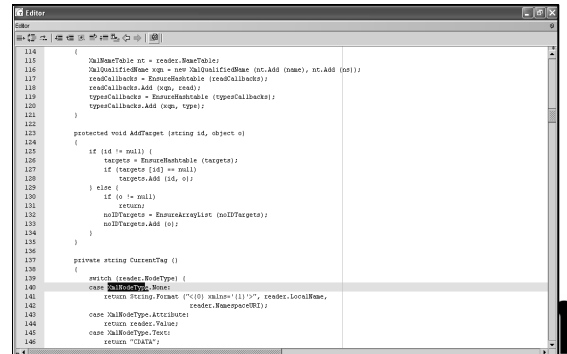 Editor
Editor
114 {
115 XmlNameTable nt = reader.NameTable;
116 XmlQualifiedName xqn = new XmlQualifiedName (nt.Add (name), nt.Add (ns));
117 readCallbacks = EnsureHashtable (readCallbacks);
118 readCallbacks.Add (xqn, read);
119 typesCallbacks = EnsureHashtable (typesCallbacks);
120 typesCallbacks.Add (xqn, type);
121 }
122
123 protected void AddTarget (string id, object o)
124 {
125 if (id != null) {
126 targets = EnsureHashtable (targets);
127 if (targets [id] == null)
128 targets.Add (id, o);
129 } else {
130 if (o != null)
131 return;
132 noIDTargets = EnsureArrayList (noIDTargets);
133 noIDTargets.Add (o);
134 }
135 }
136
137 private string CurrentTag ()
138 {
139 switch (reader.NodeType) {
140 case XmlNodeType.None:
141 return String.Format ("<{0} xmlns='{1}'>", reader.LocalName,
142 reader.NamespaceURI);
143 case XmlNodeType.Attribute:
144 return reader.Value;
145 case XmlNodeType.Text:
146 return "CDATA";